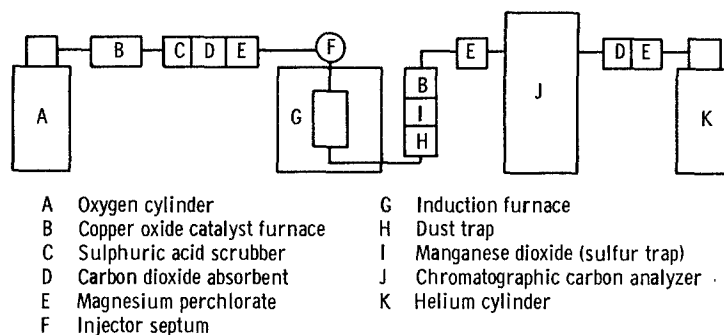 A
B
C D E
F
G
B
I
H
E
J
D E
K
A Oxygen cylinder
B Copper oxide catalyst furnace
C Sulphuric acid scrubber
D Carbon dioxide absorbent
E Magnesium perchlorate
F Injector septum
G Induction furnace
H Dust trap
I Manganese dioxide (sulfur trap)
J Chromatographic carbon analyzer
K Helium cylinder